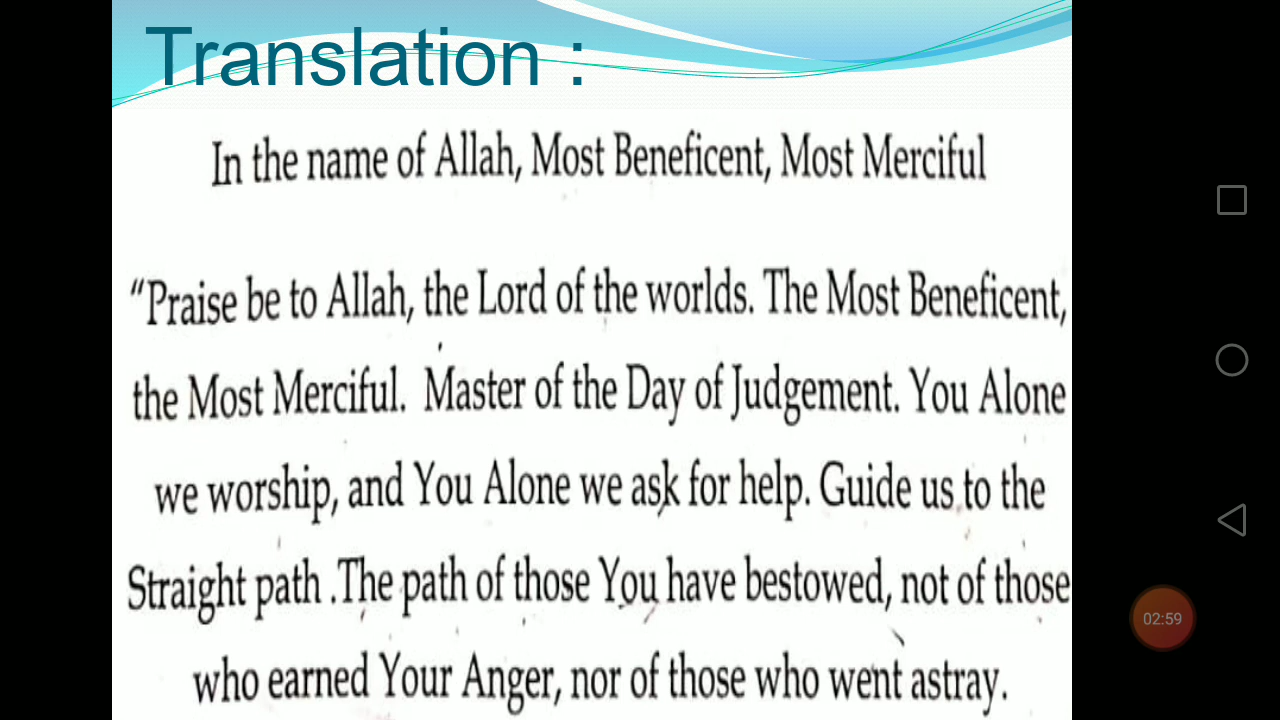 Translation :
In the name of Allah, Most Beneficent, Most Merciful
“Praise be to Allah, the Lord of the worlds. The Most Beneficent,
the Most Merciful. Master of the Day of Judgement. You Alone
we worship, and You Alone we ask for help. Guide us to the
Straight path .The path of those You have bestowed, not of those
who earned Your Anger, nor of those who went astray.
02:59